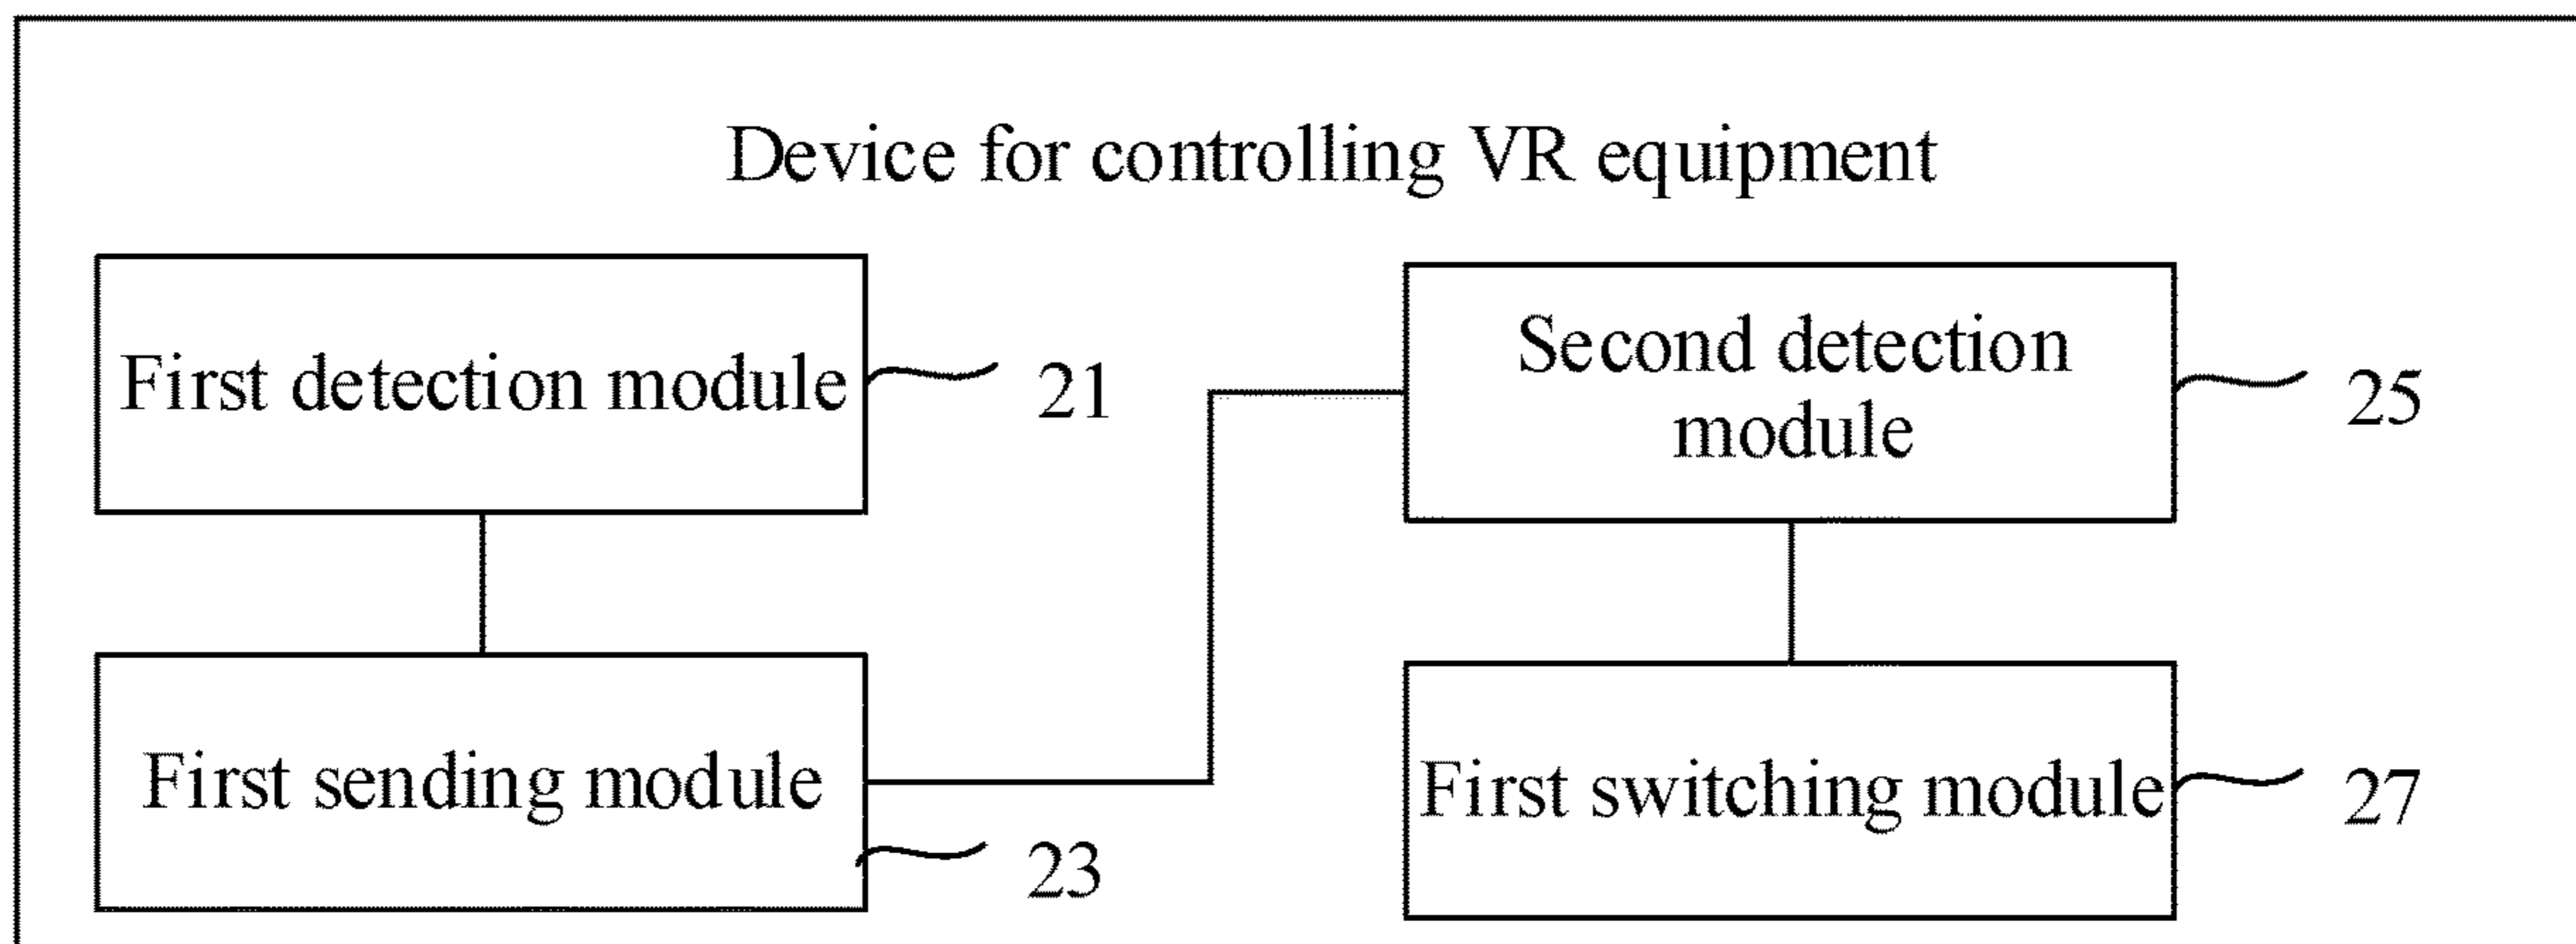 Device for controlling VR equipment
First detection module
21
First sending module
23
Second detection
module
25
First switching module
27